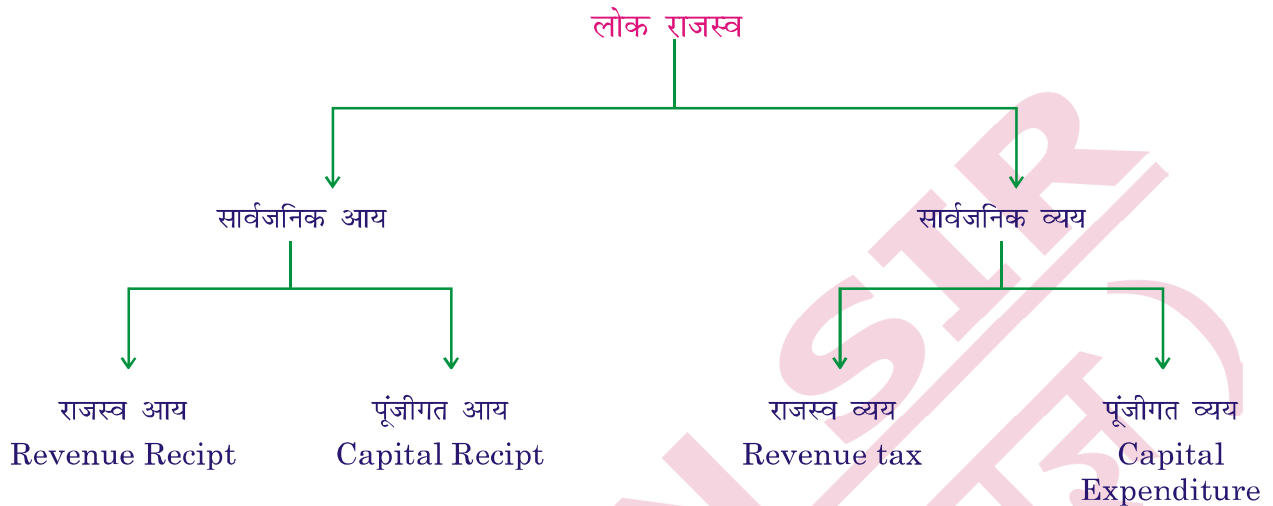 लोक राजस्व
सार्वजनिक आय
सार्वजनिक व्यय
राजस्व आय
Revenue Recipt
पूंजीगत आय
Capital Recipt
राजस्व व्यय
Revenue tax
पूंजीगत व्यय
Capital
Expenditure
SIR